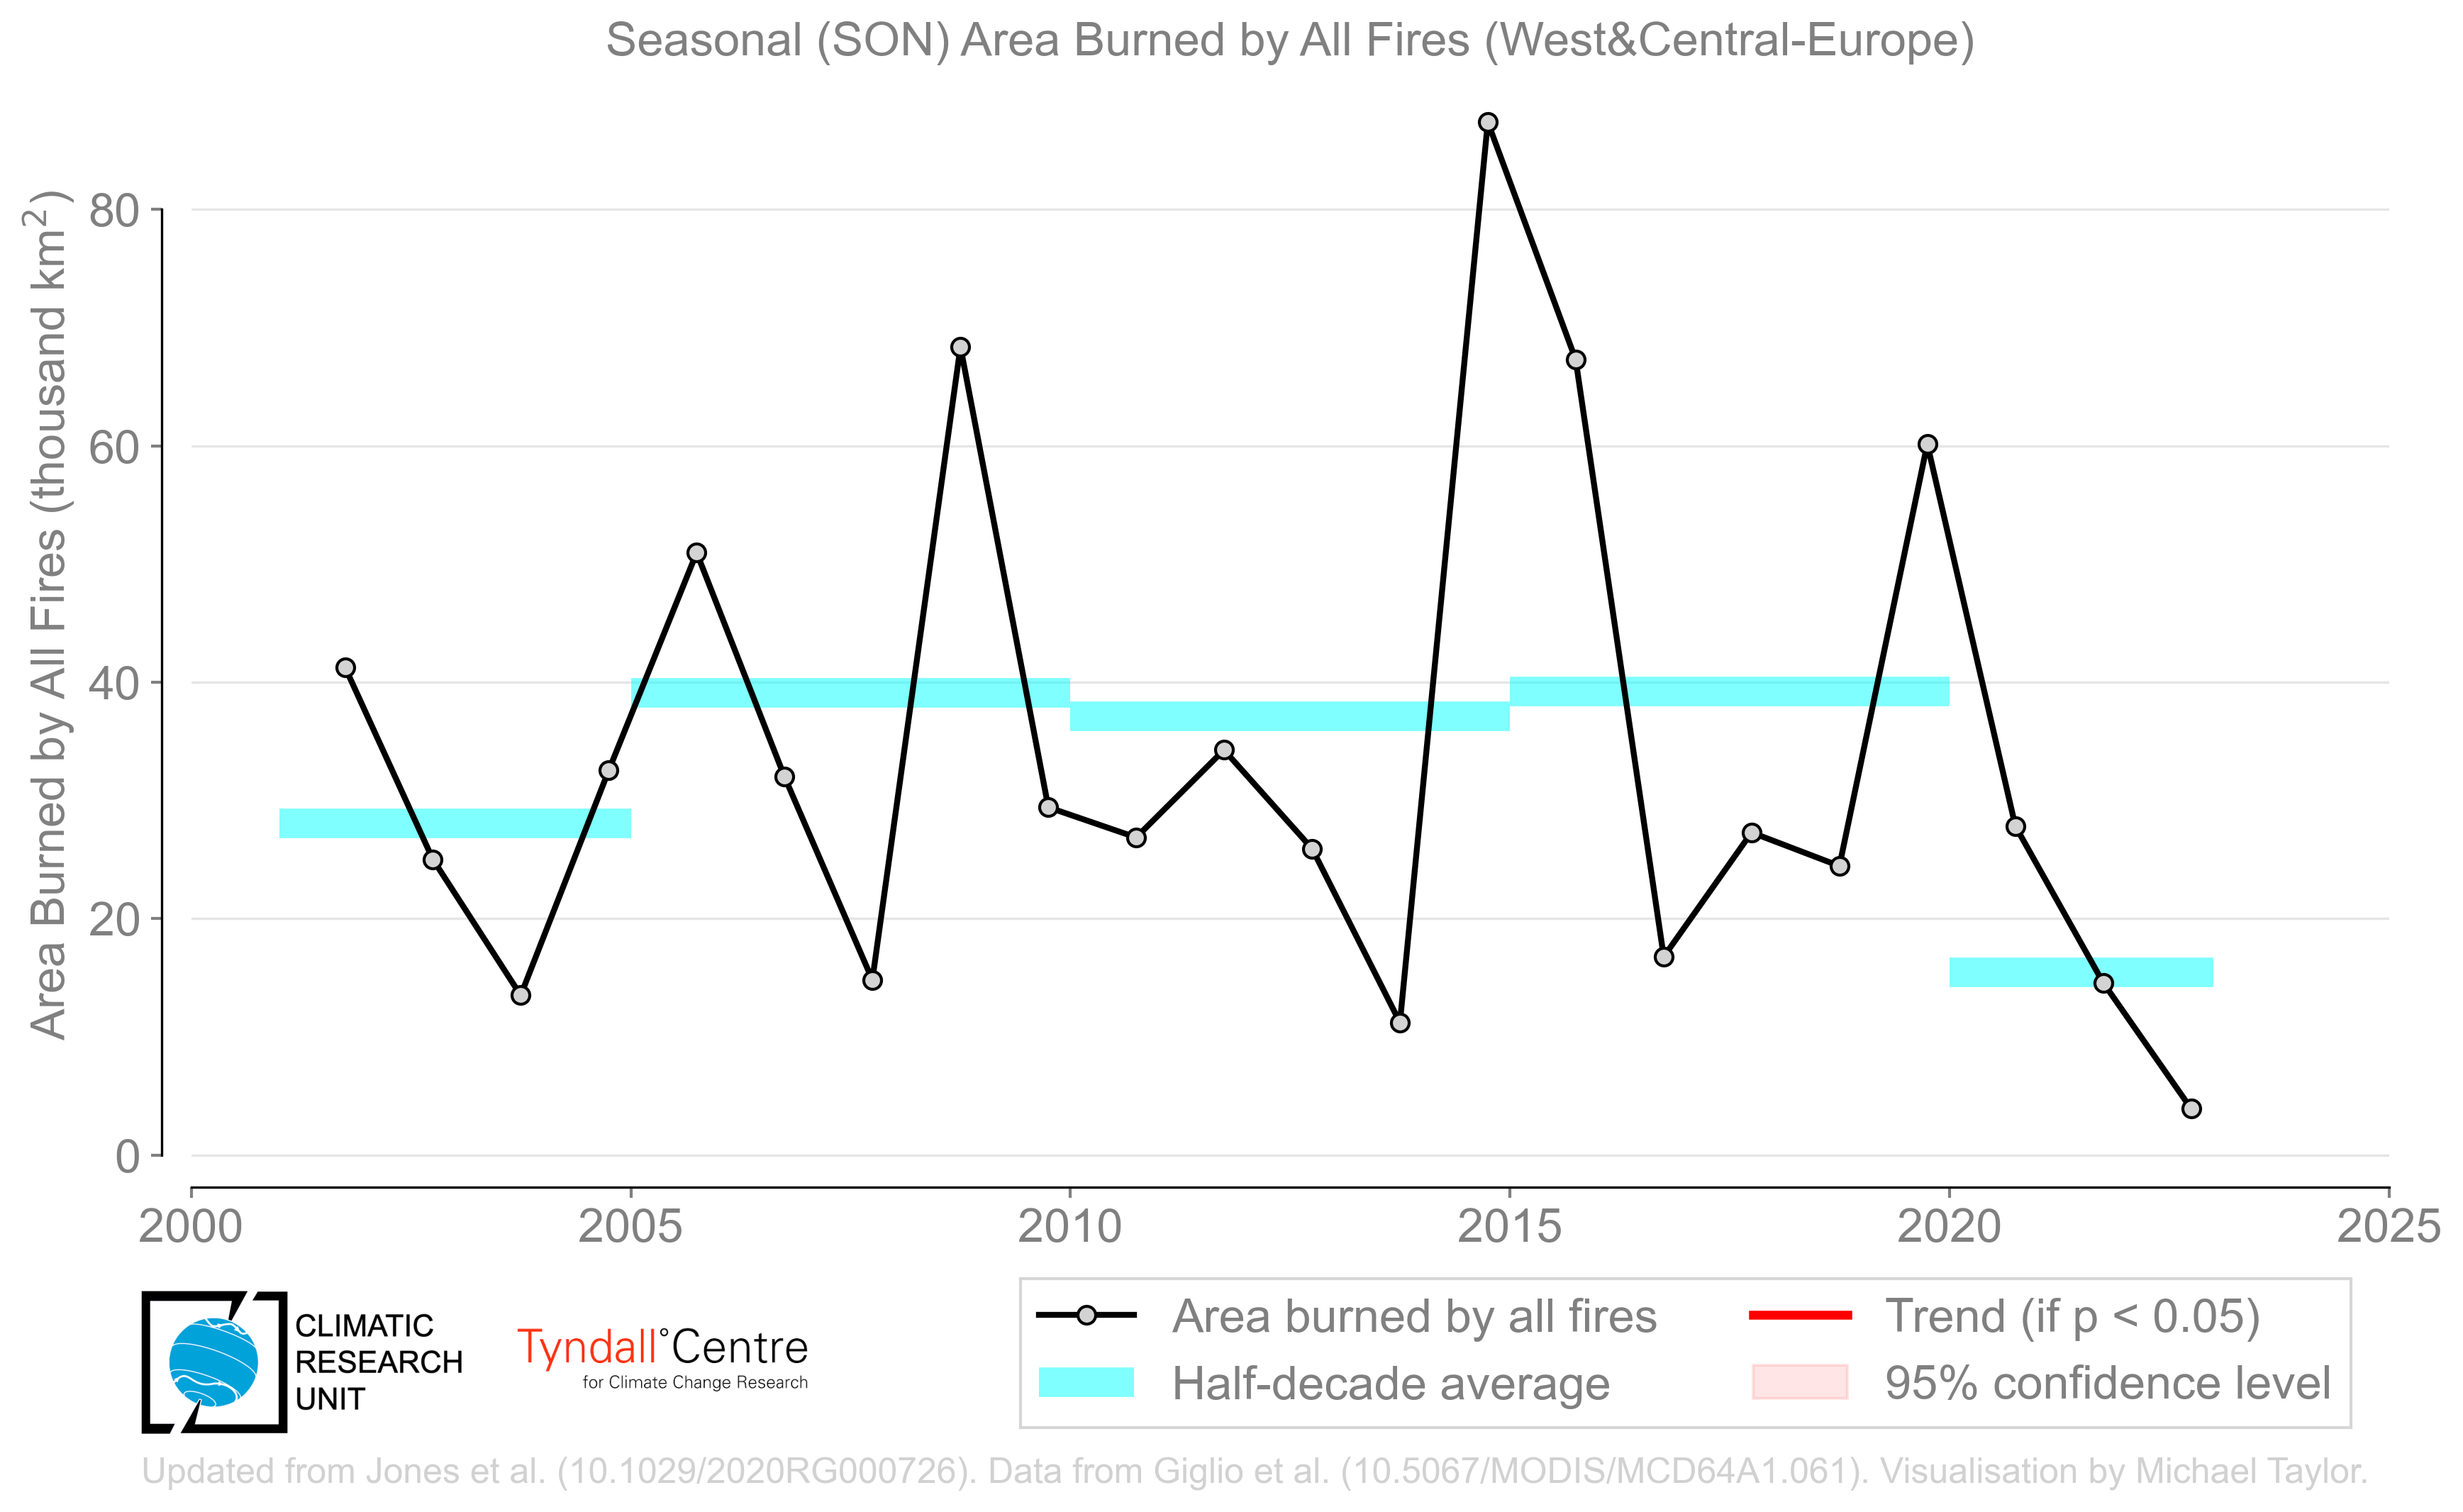 Seasonal (SON) Area Burned by All Fires (West&Central-Europe)
Area Burned by All Fires (thousand km²)
80
60
40
20
0
2000 2005 2010 2015 2020 2025
CLIMATIC
RESEARCH
UNIT
Tyndall°Centre
for Climate Change Research
Area burned by all fires
Half-decade average
Trend (if p < 0.05)
95% confidence level
Updated from Jones et al. (10.1029/2020RG000726). Data from Giglio et al. (10.5067/MODIS/MCD64A1.061). Visualisation by Michael Taylor.